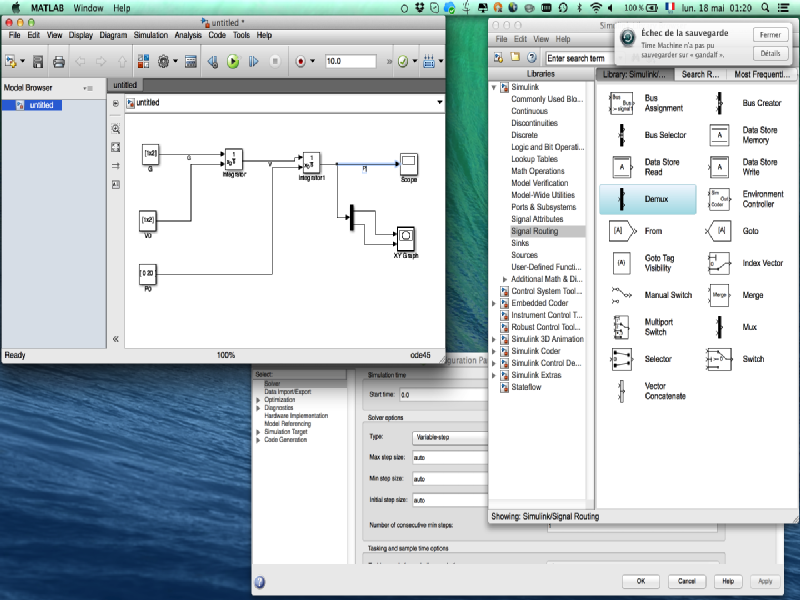 MATLAB Window Help
100 %
lun. 18 mai 01:20
untitled *
File Edit View Display Diagram Simulation Analysis Code Tools Help
10.0
Model Browser
untitled
untitled
untitled
[1x2]
G
G
1
xo s
Integrator
V
1
xo s
Integrator1
P
Scope
[1x2]
V0
XY Graph
[0 20]
P0
Ready
100%
ode45
File Edit View Help
Enter search term
Échec de la sauvegarde
Time Machine n'a pas pu
sauvegarder sur « gandalf ».
Fermer
Détails
Libraries
Library: Simulink/...
Search R...
Most Frequenti...
Simulink
Commonly Used Blo...
Continuous
Discontinuities
Discrete
Logic and Bit Operati...
Lookup Tables
Math Operations
Model Verification
Model-Wide Utilities
Ports & Subsystems
Signal Attributes
Signal Routing
Sinks
Sources
User-Defined Functi...
Additional Math & Di...
Control System Tool...
Embedded Coder
Instrument Control T...
Robust Control Tool...
Simulink 3D Animation
Simulink Coder
Simulink Control De...
Simulink Extras
Stateflow
Bus
Assignment
Bus Creator
Bus Selector
Data Store
Memory
Data Store
Read
Data Store
Write
Demux
Environment
Controller
From
Goto
Goto Tag
Visibility
Index Vector
Manual Switch
Merge
Multiport
Switch
Mux
Selector
Switch
Vector
Concatenate
Showing: Simulink/Signal Routing
Select:
Solver
Data Import/Export
Optimization
Diagnostics
Hardware Implementation
Model Referencing
Simulation Target
Code Generation
Simulation time
Start time: 0.0
Solver options
Type: Variable-step
Max step size: auto
Min step size: auto
Initial step size: auto
Number of consecutive min steps:
Tasking and sample time options
OK Cancel Help Apply